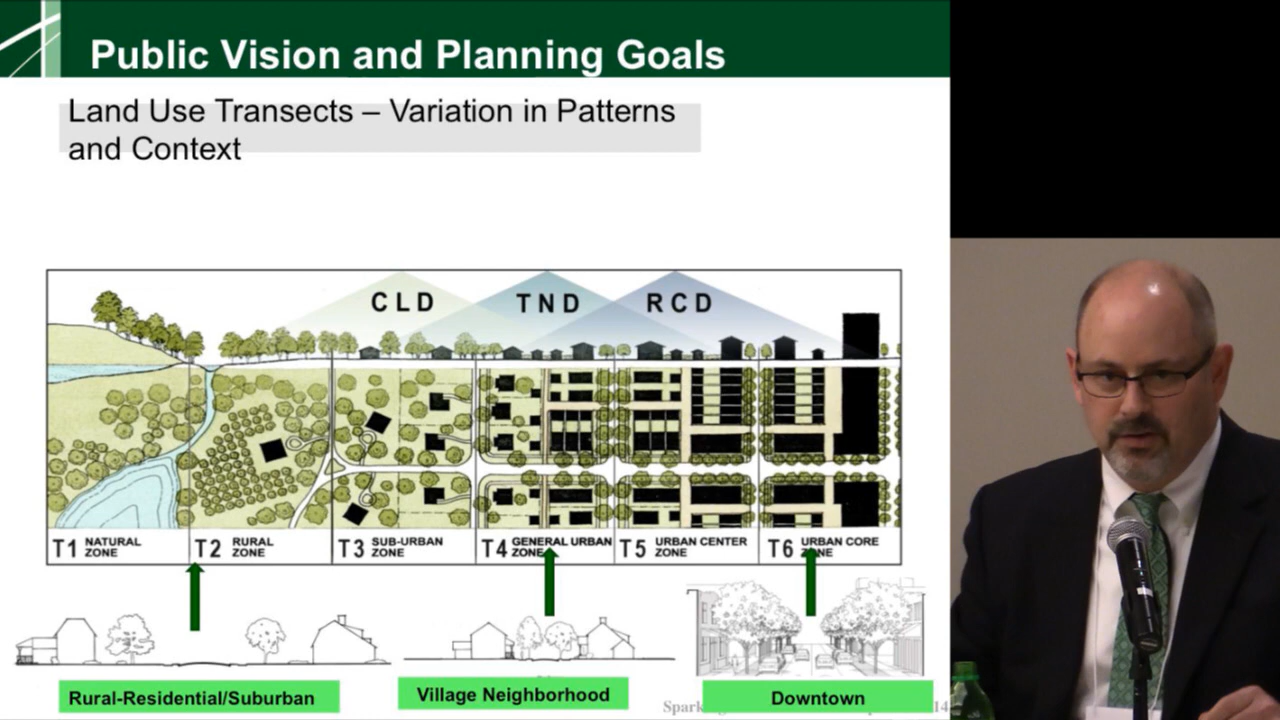 Public Vision and Planning Goals
Land Use Transects – Variation in Patterns
and Context
CLD TND RCD
T1 NATURAL ZONE
T2 RURAL ZONE
T3 SUB-URBAN ZONE
T4 GENERAL URBAN ZONE
T5 URBAN CENTER ZONE
T6 URBAN CORE ZONE
Rural-Residential/Suburban
Village Neighborhood
Downtown
14